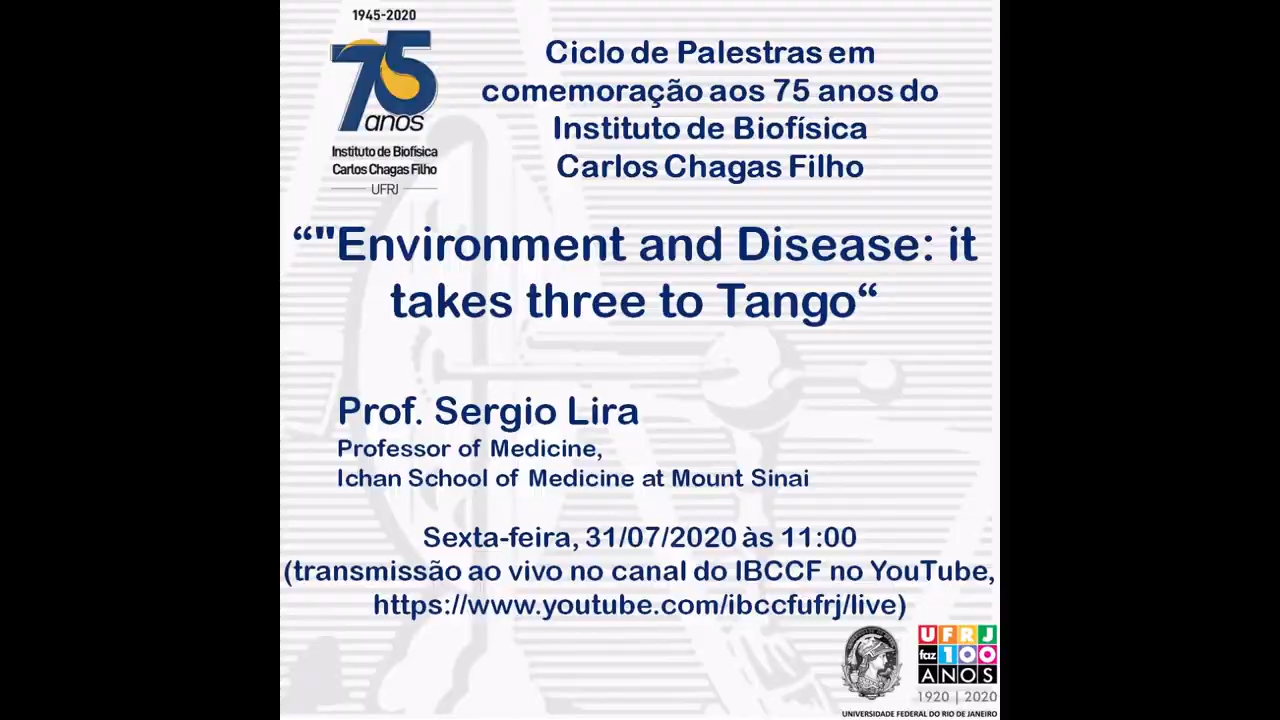 1945-2020
75
anos
Instituto de Biofísica
Carlos Chagas Filho
UFRJ
Ciclo de Palestras em
comemoração aos 75 anos do
Instituto de Biofísica
Carlos Chagas Filho
“"Environment and Disease: it
takes three to Tango“
Prof. Sergio Lira
Professor of Medicine,
Ichan School of Medicine at Mount Sinai
Sexta-feira, 31/07/2020 às 11:00
(transmissão ao vivo no canal do IBCCF no YouTube,
https://www.youtube.com/ibccfufrj/live)
UFRJ
faz 100
ANOS
1920 | 2020
UNIVERSIDADE FEDERAL DO RIO DE JANEIRO